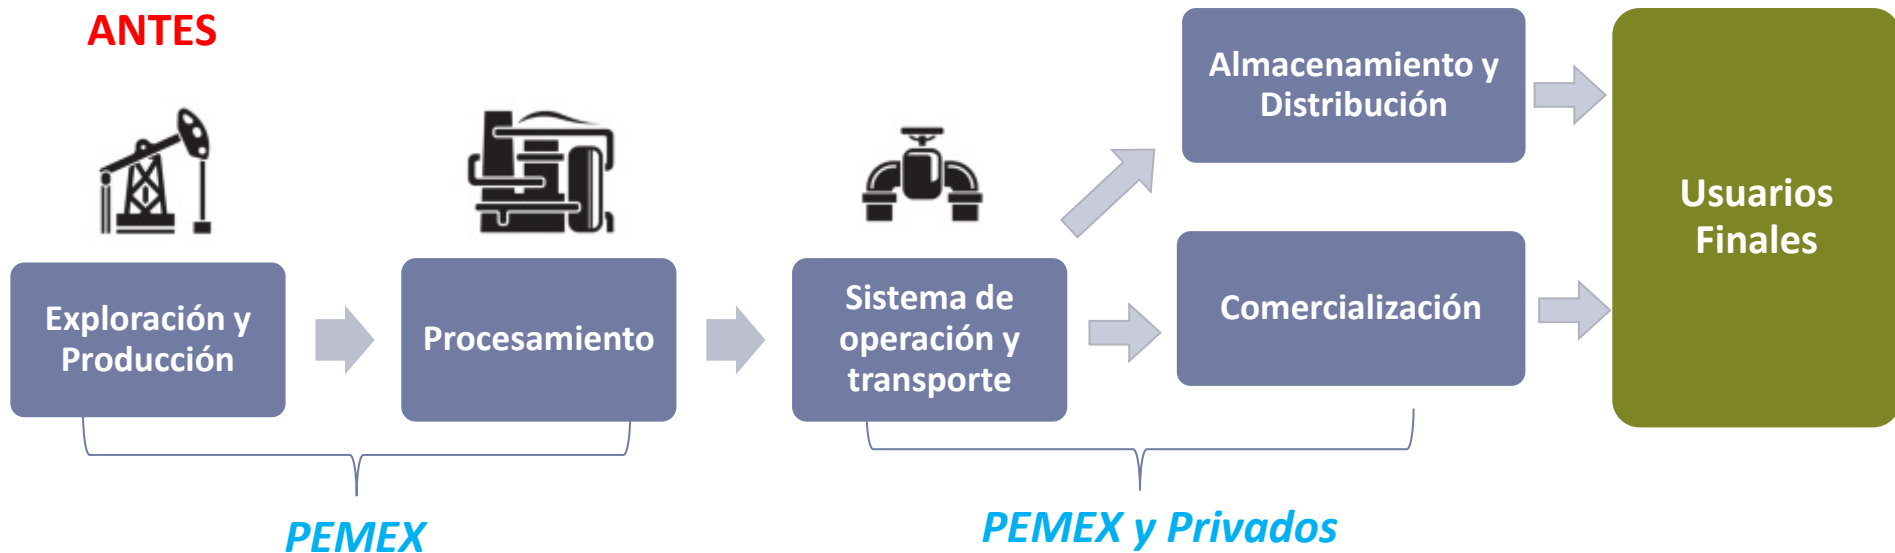 ANTES
Exploración y
Producción
Procesamiento
Sistema de
operación y
transporte
Almacenamiento y
Distribución
Comercialización
Usuarios
Finales
PEMEX
PEMEX y Privados